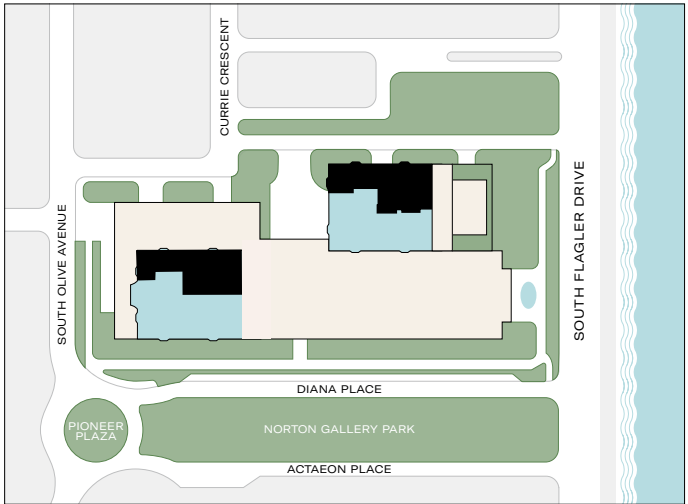 CURRIE CRESCENT
SOUTH OLIVE AVENUE
SOUTH FLAGLER DRIVE
DIANA PLACE
PIONEER
PLAZA
NORTON GALLERY PARK
ACTAEON PLACE